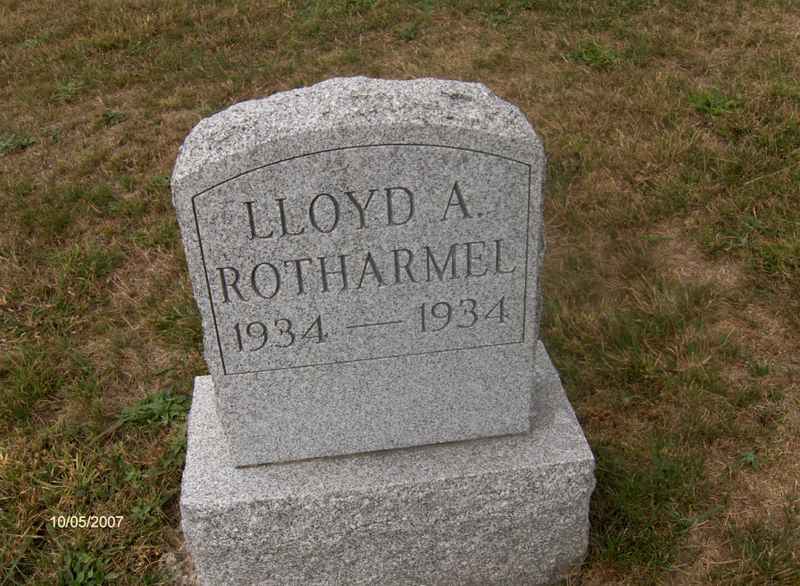 LLOYD A.
ROTHARMEL
1934 — 1934
10/05/2007